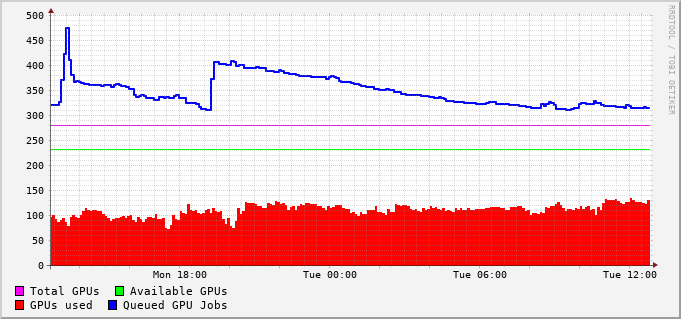 500
450
400
350
300
250
200
150
100
50
0
Mon 18:00 Tue 00:00 Tue 06:00 Tue 12:00
Total GPUs Available GPUs
GPUs used Queued GPU Jobs
RRDTOOL / TOBI OETIKER